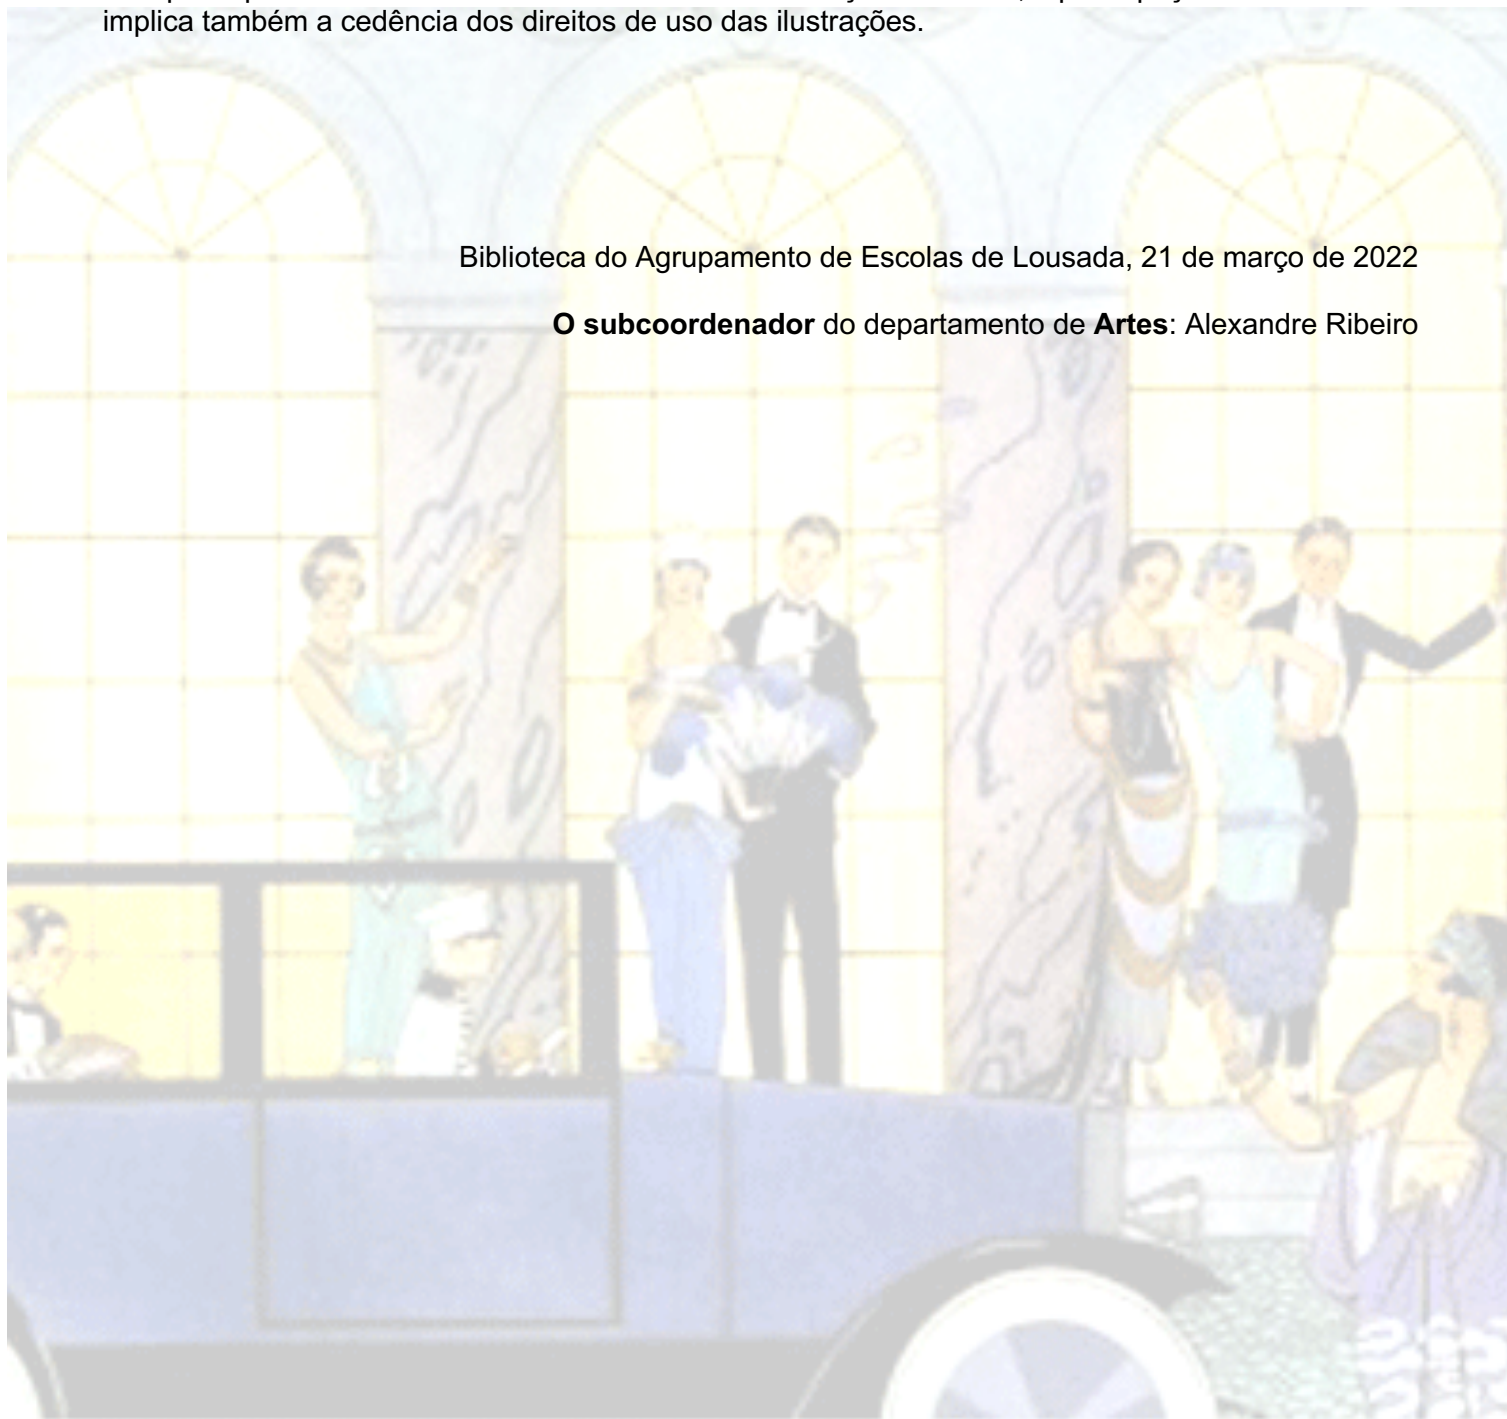 implica também a cedência dos direitos de uso das ilustrações.
Biblioteca do Agrupamento de Escolas de Lousada, 21 de março de 2022
O subcoordenador do departamento de Artes: Alexandre Ribeiro